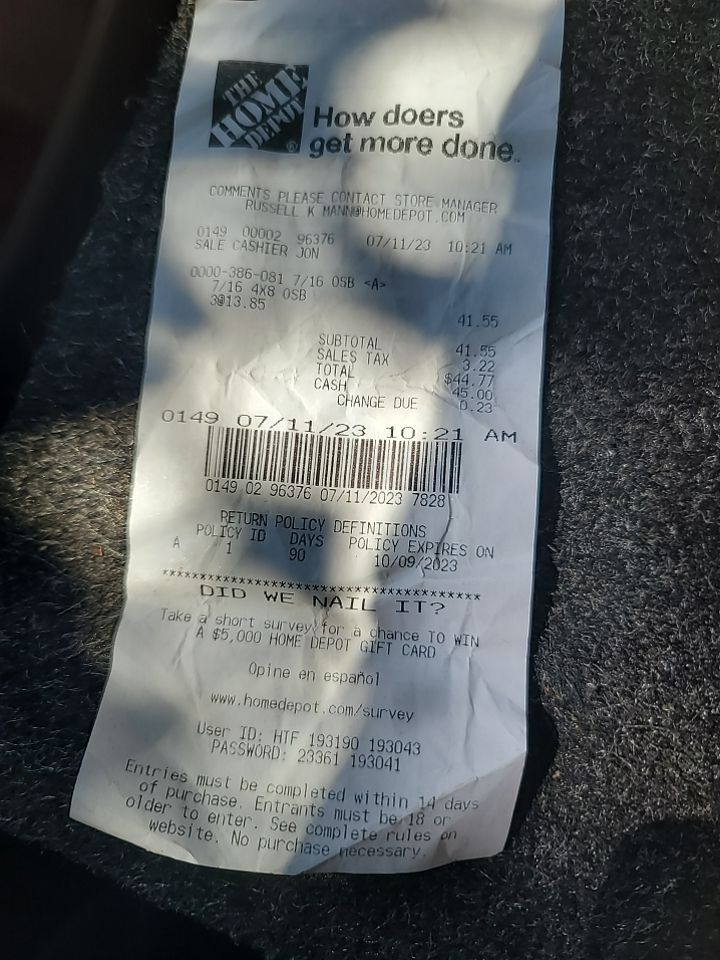 THE
HOME
DEPOT
How doers
get more done.
COMMENTS PLEASE CONTACT STORE MANAGER
RUSSELL K MANN@HOMEDEPOT.COM
0149 00002 96376 07/11/23 10:21 AM
SALE CASHIER JON
0000-386-081 7/16 OSB <A>
7/16 4X8 OSB
3@13.85 41.55
SUBTOTAL 41.55
SALES TAX 3.22
TOTAL $44.77
CASH 45.00
CHANGE DUE 0.23
0149 07/11/23 10:21 AM
0149 02 96376 07/11/2023 7828
RETURN POLICY DEFINITIONS
POLICY ID DAYS POLICY EXPIRES ON
A 1 90 10/09/2023
**************************************
DID WE NAIL IT?
Take a short survey for a chance TO WIN
A $5,000 HOME DEPOT GIFT CARD
Opine en español
www.homedepot.com/survey
User ID: HTF 193190 193043
PASSWORD: 23361 193041
Entries must be completed within 14 days
of purchase. Entrants must be 18 or
older to enter. See complete rules on
website. No purchase necessary.